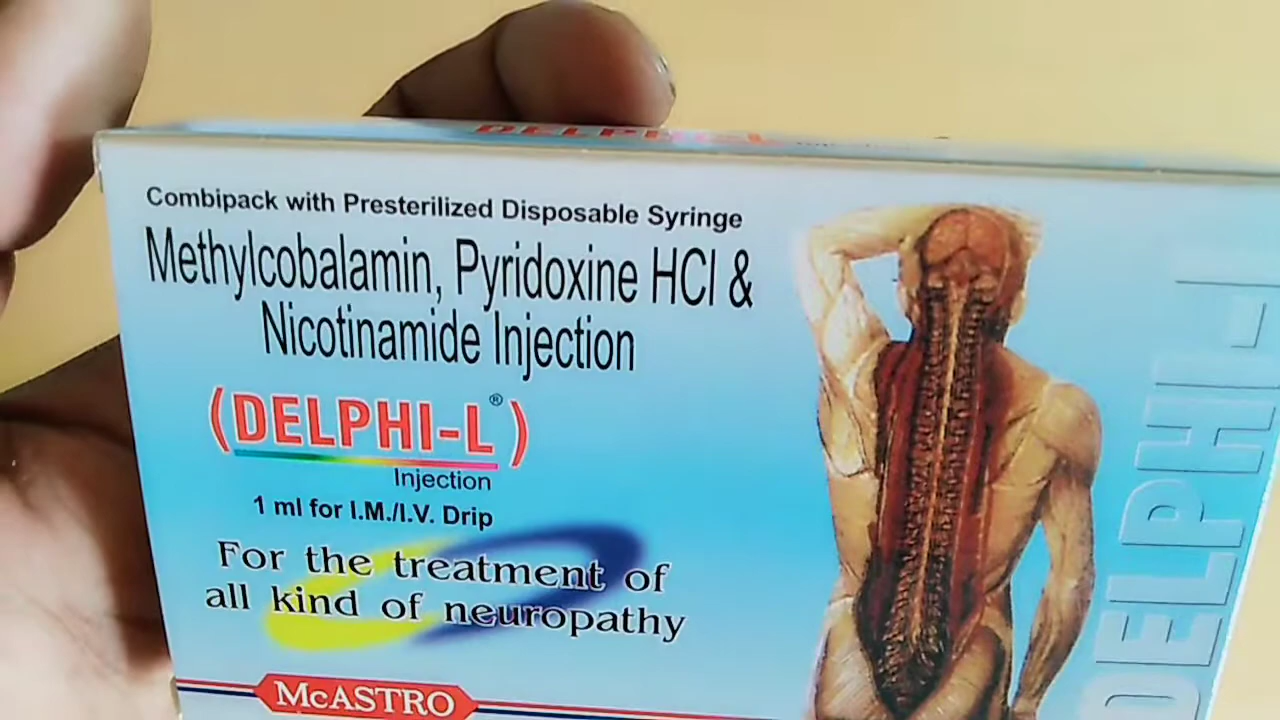 DELPHI-L
Combipack with Presterilized Disposable Syringe
Methylcobalamin, Pyridoxine HCl &
Nicotinamide Injection
(DELPHI-L®)
Injection
1 ml for I.M./I.V. Drip
For the treatment of
all kind of neuropathy
McASTRO
DELPHI-L